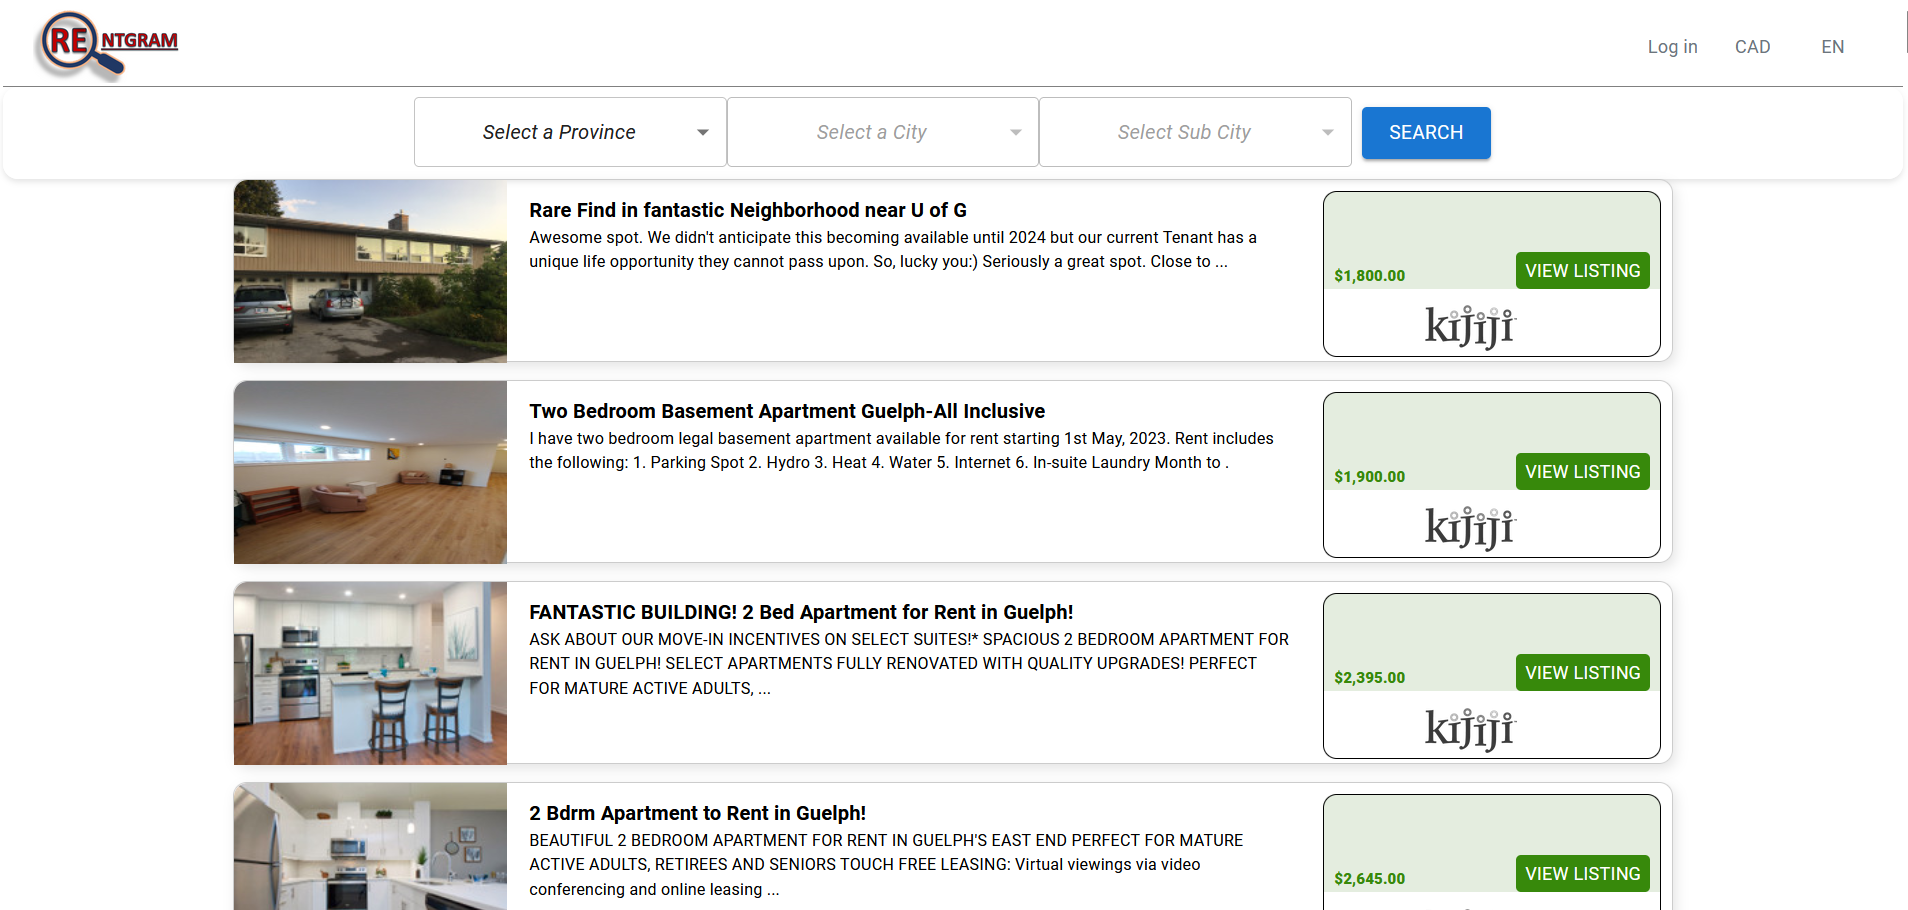 RENTGRAM
Log in
CAD
EN
Select a Province
Select a City
Select Sub City
SEARCH
Rare Find in fantastic Neighborhood near U of G
Awesome spot. We didn't anticipate this becoming available until 2024 but our current Tenant has a
unique life opportunity they cannot pass upon. So, lucky you:) Seriously a great spot. Close to ...
$1,800.00
VIEW LISTING
kijiji
Two Bedroom Basement Apartment Guelph-All Inclusive
I have two bedroom legal basement apartment available for rent starting 1st May, 2023. Rent includes
the following: 1. Parking Spot 2. Hydro 3. Heat 4. Water 5. Internet 6. In-suite Laundry Month to .
$1,900.00
VIEW LISTING
kijiji
FANTASTIC BUILDING! 2 Bed Apartment for Rent in Guelph!
ASK ABOUT OUR MOVE-IN INCENTIVES ON SELECT SUITES!* SPACIOUS 2 BEDROOM APARTMENT FOR
RENT IN GUELPH! SELECT APARTMENTS FULLY RENOVATED WITH QUALITY UPGRADES! PERFECT
FOR MATURE ACTIVE ADULTS, ...
$2,395.00
VIEW LISTING
kijiji
2 Bdrm Apartment to Rent in Guelph!
BEAUTIFUL 2 BEDROOM APARTMENT FOR RENT IN GUELPH'S EAST END PERFECT FOR MATURE
ACTIVE ADULTS, RETIREES AND SENIORS TOUCH FREE LEASING: Virtual viewings via video
conferencing and online leasing ...
$2,645.00
VIEW LISTING